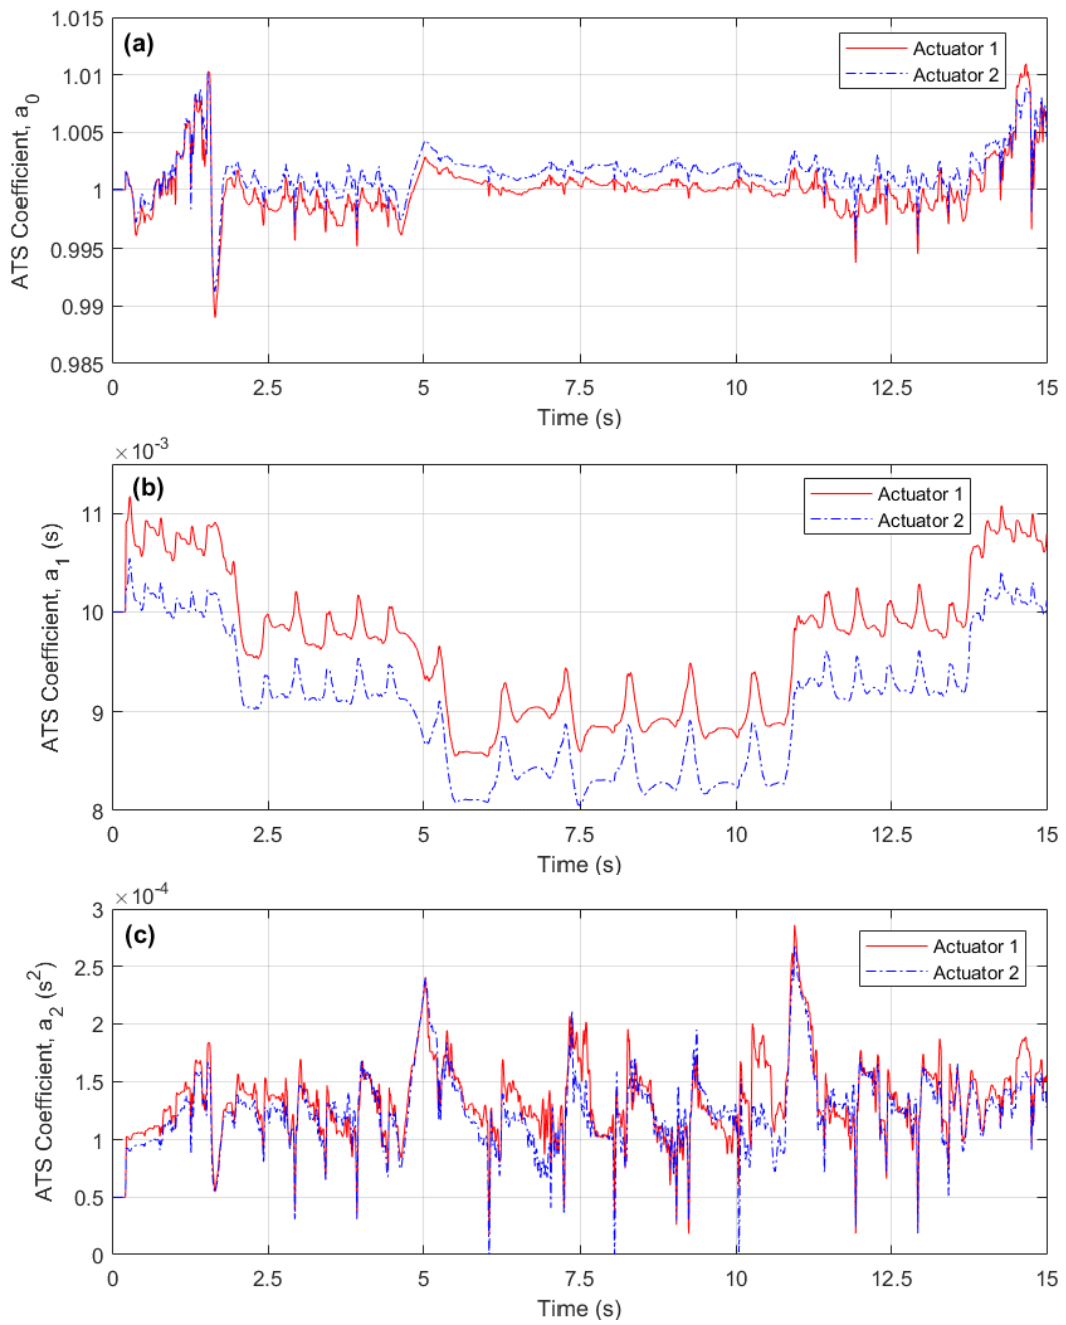 1.015
(a)
Actuator 1
Actuator 2
1.01
1.005
1
0.995
0.99
0.985
ATS Coefficient, a0
0
2.5
5
7.5
10
12.5
15
Time (s)
×10-3
(b)
Actuator 1
Actuator 2
11
10
9
8
ATS Coefficient, a1 (s)
0
2.5
5
7.5
10
12.5
15
Time (s)
×10-4
3
(c)
Actuator 1
Actuator 2
2.5
2
1.5
1
0.5
0
ATS Coefficient, a2 (s2)
0
2.5
5
7.5
10
12.5
15
Time (s)